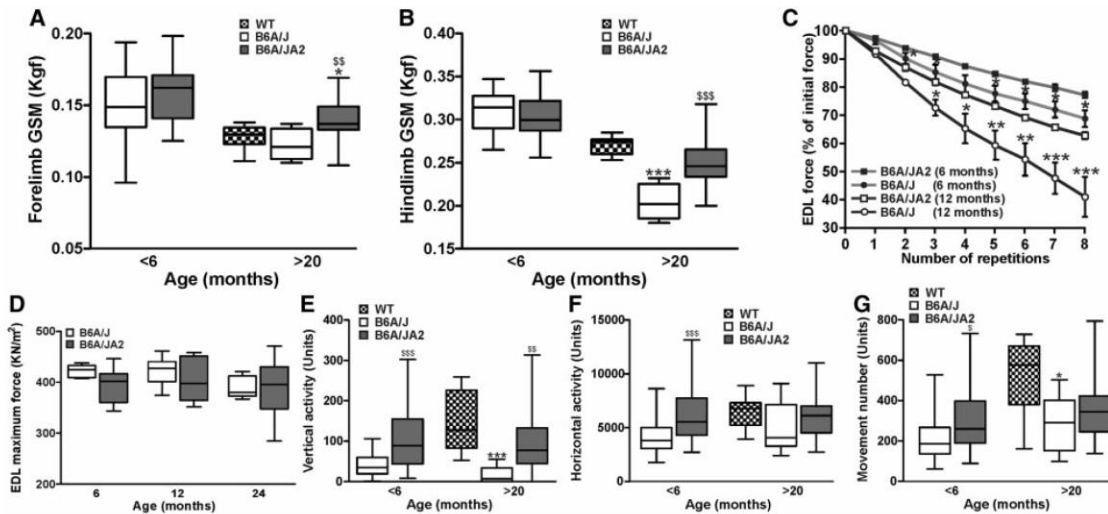 A
Forelimb GSM (Kgf)
0.20
0.15
0.10
0.05
WT
B6A/J
B6A/JA2
$$
*
<6
>20
Age (months)
B
Hindlimb GSM (Kgf)
0.40
0.35
0.30
0.25
0.20
0.15
WT
B6A/J
B6A/JA2
$$$
***
<6
>20
Age (months)
C
EDL force (% of initial force)
100
90
80
70
60
50
40
30
*
*
*
*
*
*
*
*
*
**
**
***
***
B6A/JA2 (6 months)
B6A/J (6 months)
B6A/JA2 (12 months)
B6A/J (12 months)
0 1 2 3 4 5 6 7 8
Number of repetitions
D
EDL maximum force (KN/m²)
500
400
300
200
B6A/J
B6A/JA2
6 12 24
Age (months)
E
Vertical activity (Units)
400
300
200
100
0
WT
B6A/J
B6A/JA2
$$$
$$
***
<6
>20
Age (months)
F
Horizontal activity (Units)
15000
10000
5000
0
WT
B6A/J
B6A/JA2
$$$
<6
>20
Age (months)
G
Movement number (Units)
800
600
400
200
0
WT
B6A/J
B6A/JA2
$
*
<6
>20
Age (months)